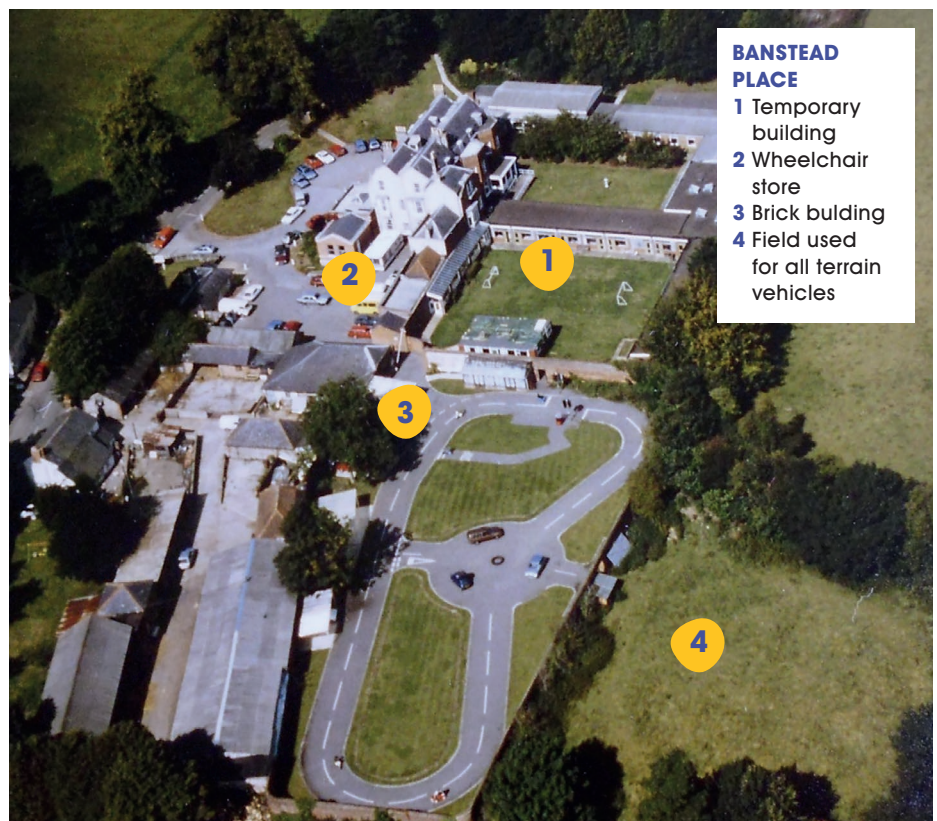 BANSTEAD
PLACE
1 Temporary
building
2 Wheelchair
store
3 Brick bulding
4 Field used
for all terrain
vehicles
1
2
3
4